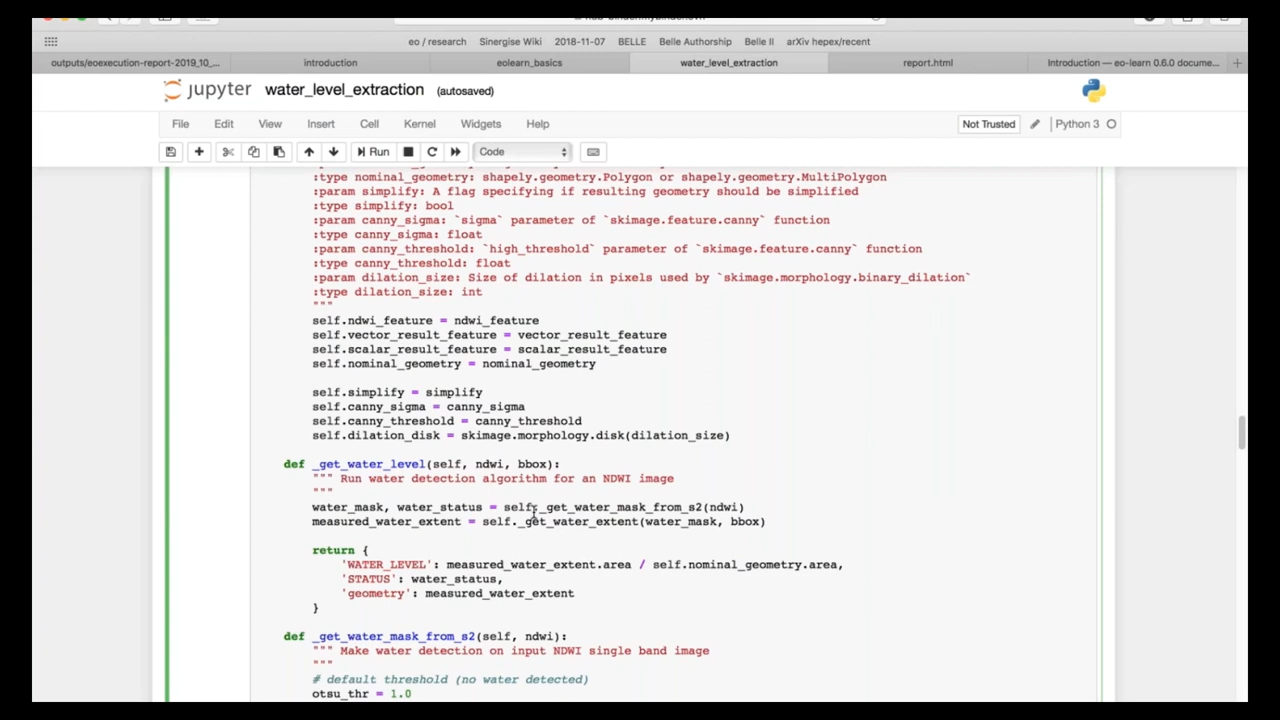 eo / research Sinergise Wiki 2018-11-07 BELLE Belle Authorship Belle II arXiv hepex/recent
outputs/eoexecution-report-2019_10_... introduction eolearn_basics water_level_extraction report.html Introduction — eo-learn 0.6.0 docume... +
jupyter water_level_extraction (autosaved)
File Edit View Insert Cell Kernel Widgets Help Not Trusted Python 3
Run Code
:type nominal_geometry: shapely.geometry.Polygon or shapely.geometry.MultiPolygon
:param simplify: A flag specifying if resulting geometry should be simplified
:type simplify: bool
:param canny_sigma: `sigma` parameter of `skimage.feature.canny` function
:type canny_sigma: float
:param canny_threshold: `high_threshold` parameter of `skimage.feature.canny` function
:type canny_threshold: float
:param dilation_size: Size of dilation in pixels used by `skimage.morphology.binary_dilation`
:type dilation_size: int
"""
self.ndwi_feature = ndwi_feature
self.vector_result_feature = vector_result_feature
self.scalar_result_feature = scalar_result_feature
self.nominal_geometry = nominal_geometry
self.simplify = simplify
self.canny_sigma = canny_sigma
self.canny_threshold = canny_threshold
self.dilation_disk = skimage.morphology.disk(dilation_size)
def _get_water_level(self, ndwi, bbox):
""" Run water detection algorithm for an NDWI image
"""
water_mask, water_status = self._get_water_mask_from_s2(ndwi)
measured_water_extent = self._get_water_extent(water_mask, bbox)
return {
'WATER_LEVEL': measured_water_extent.area / self.nominal_geometry.area,
'STATUS': water_status,
'geometry': measured_water_extent
}
def _get_water_mask_from_s2(self, ndwi):
""" Make water detection on input NDWI single band image
"""
# default threshold (no water detected)
otsu_thr = 1.0